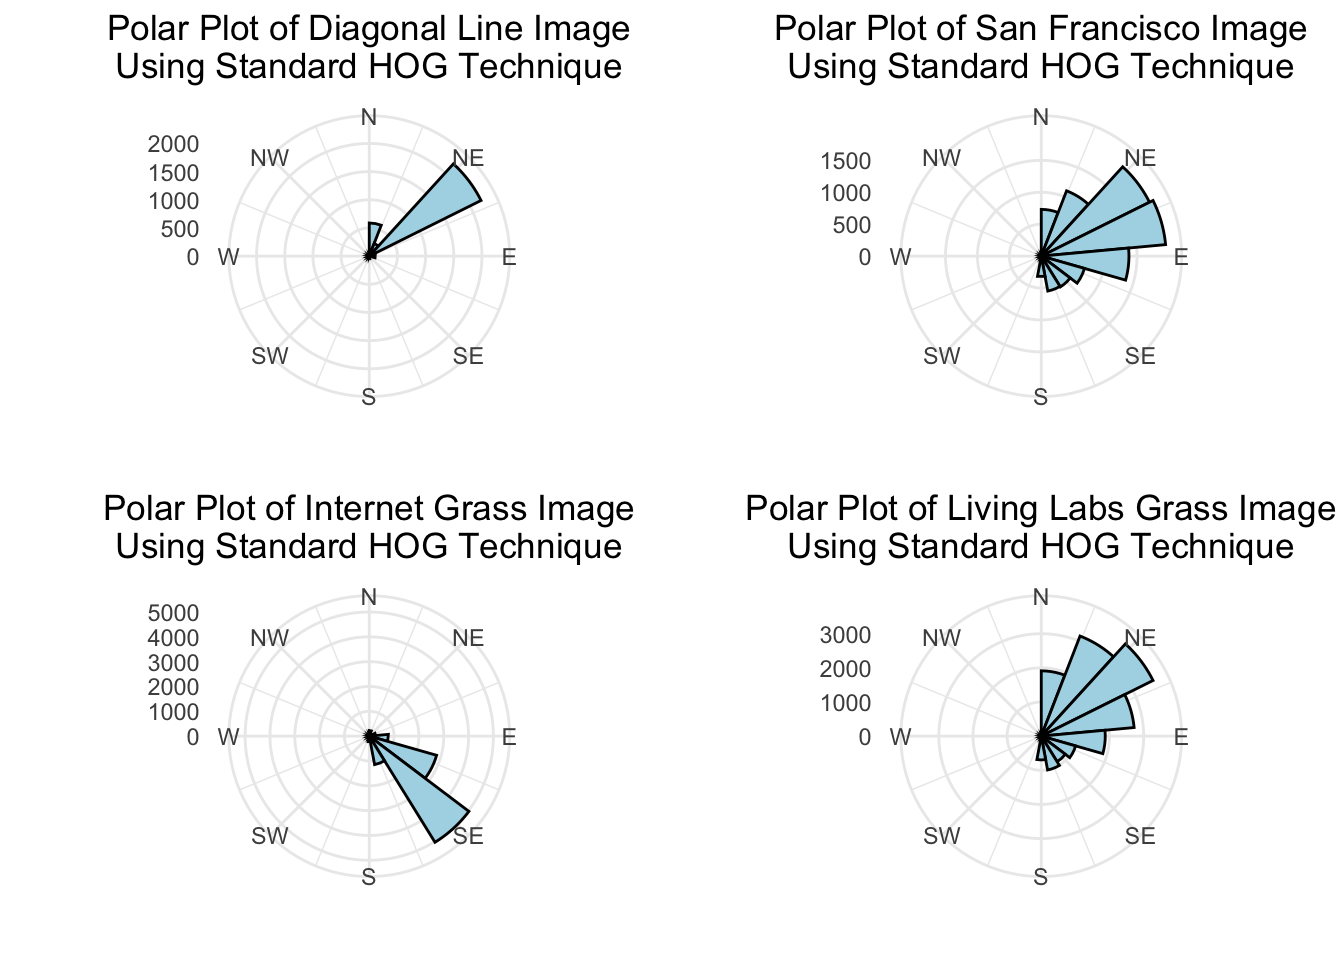 Polar Plot of Diagonal Line Image
Using Standard HOG Technique
N
NW
NE
2000
1500
1000
500
0
W
E
SW
SE
S
Polar Plot of San Francisco Image
Using Standard HOG Technique
N
NW
NE
1500
1000
500
0
W
E
SW
SE
S
Polar Plot of Internet Grass Image
Using Standard HOG Technique
N
5000
NW
NE
4000
3000
2000
1000
0
W
E
SW
SE
S
Polar Plot of Living Labs Grass Image
Using Standard HOG Technique
N
NW
NE
3000
2000
1000
0
W
E
SW
SE
S